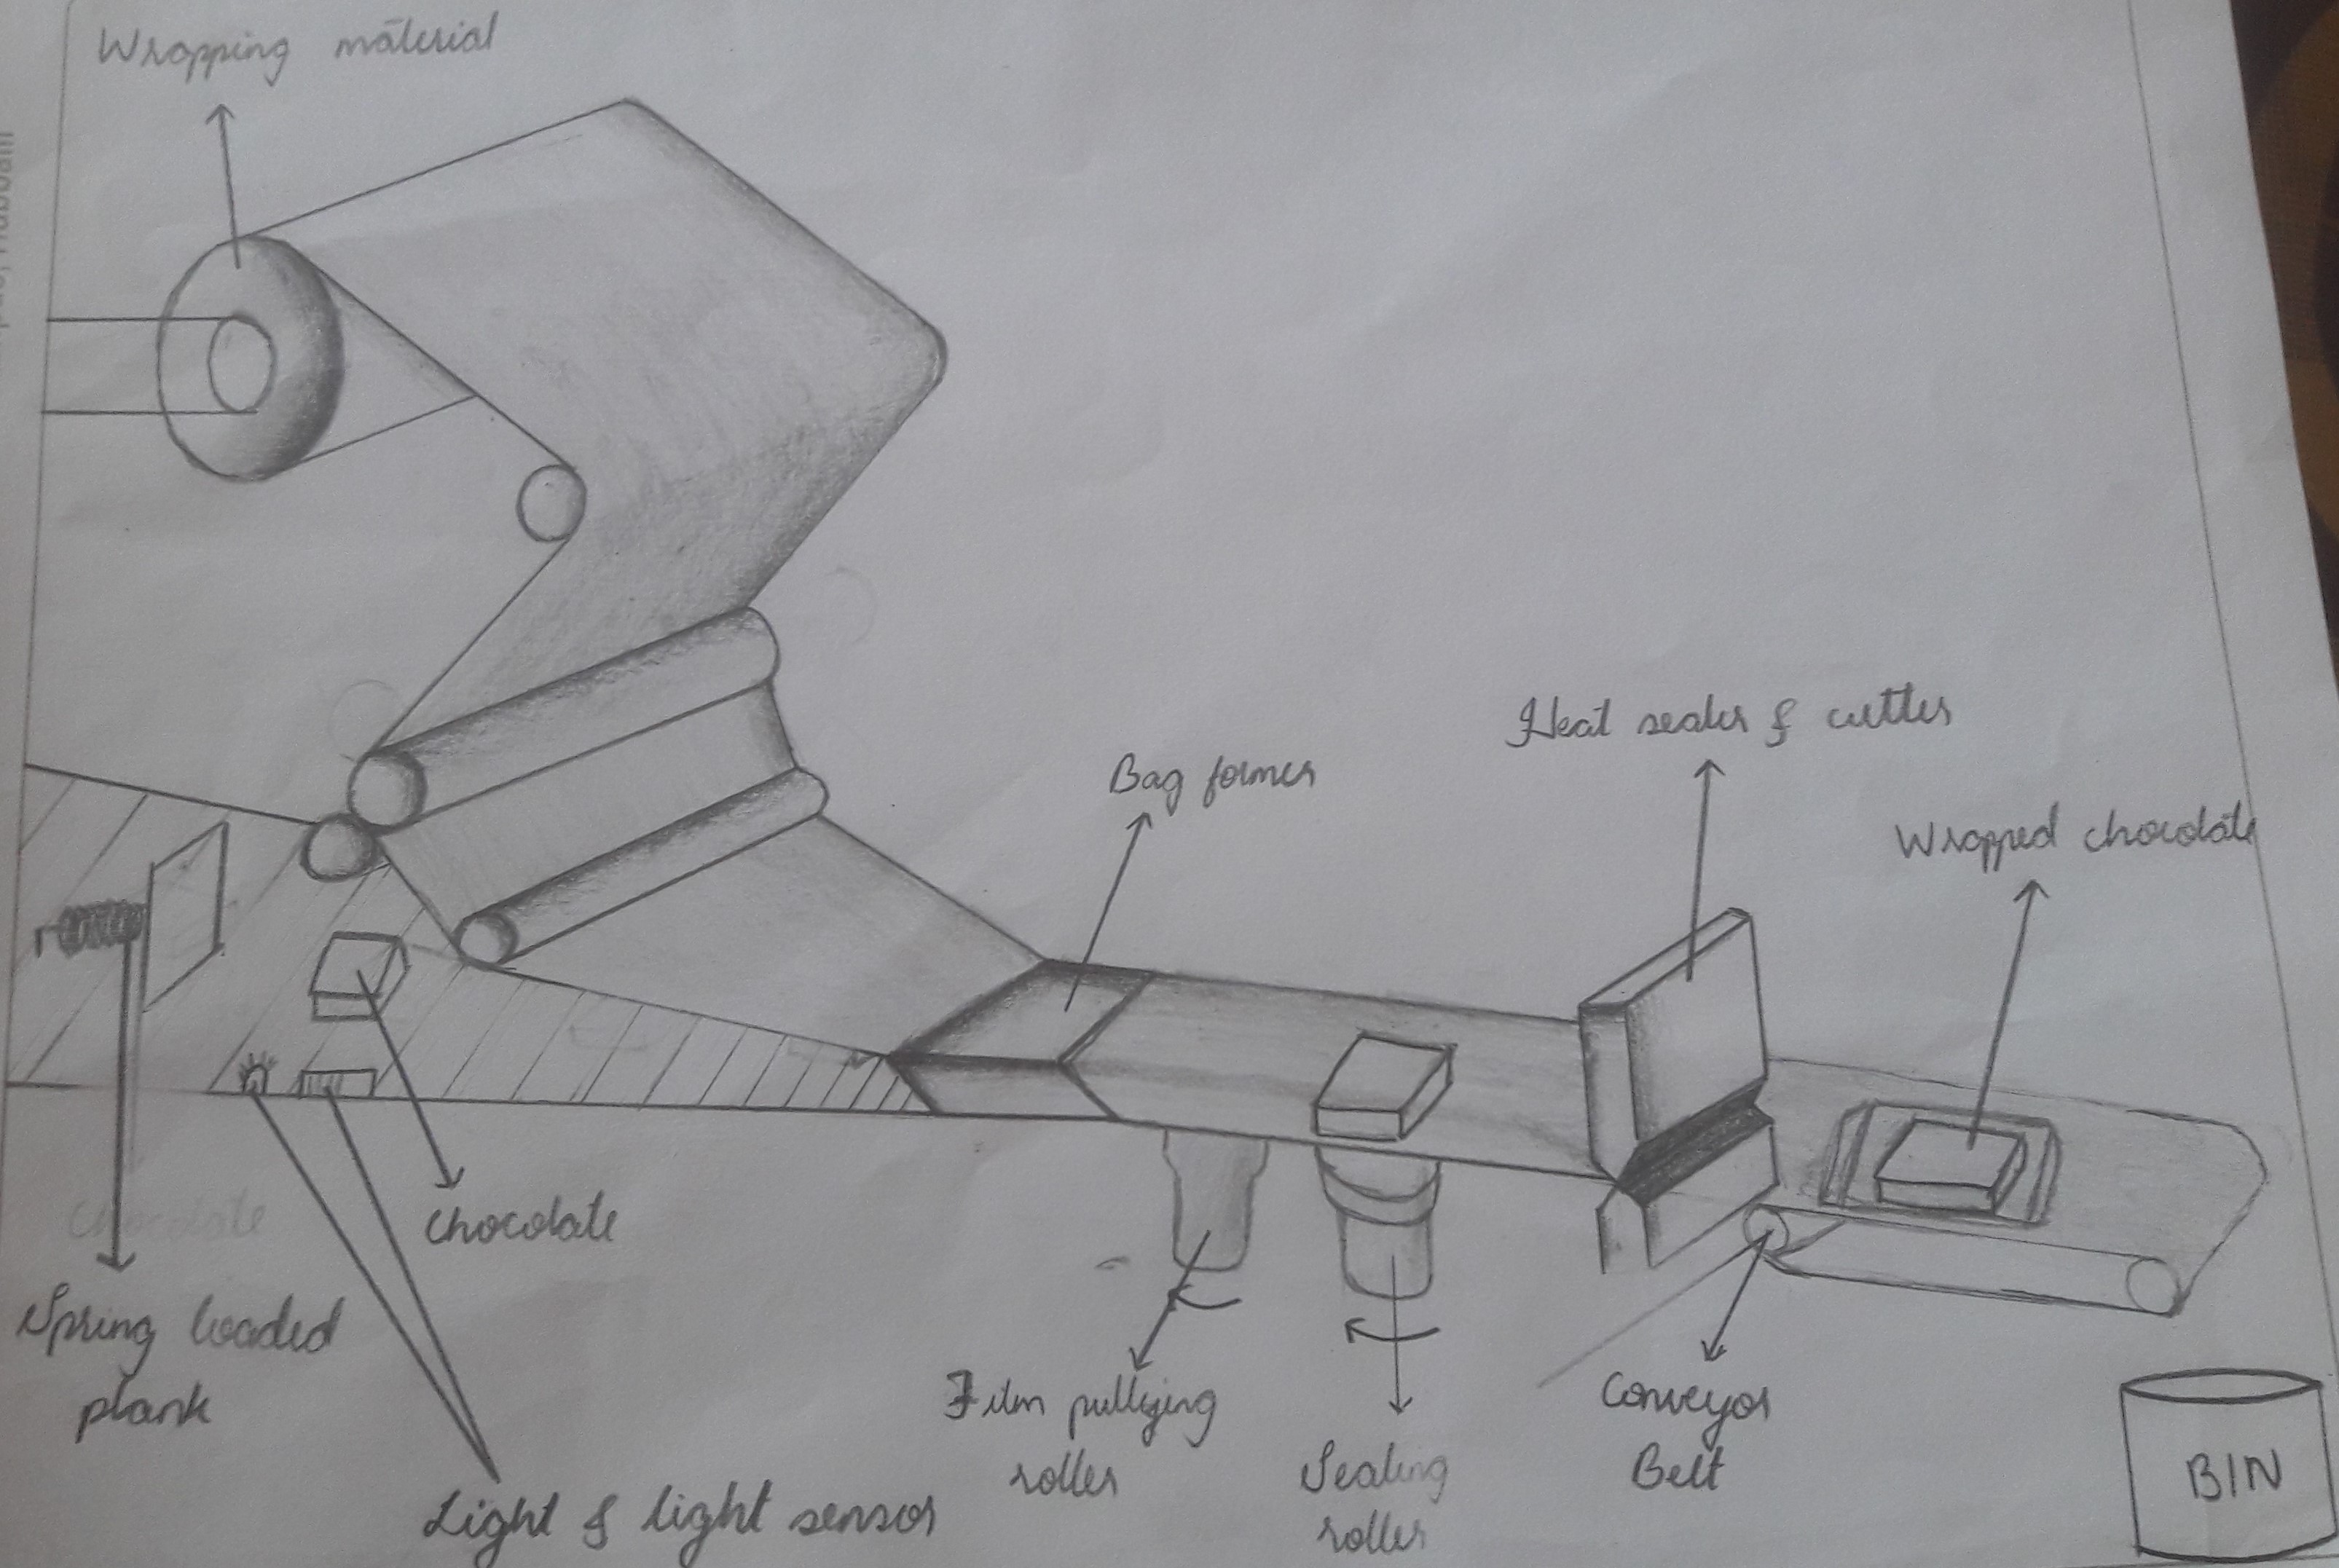 Wrapping material
Heat sealer & cutter
Bag former
Wrapped chocolate
Chocolate
chocolate
Spring loaded
plank
Light & light sensor
Film pullying
roller
Sealing
roller
Conveyor
Belt
BIN